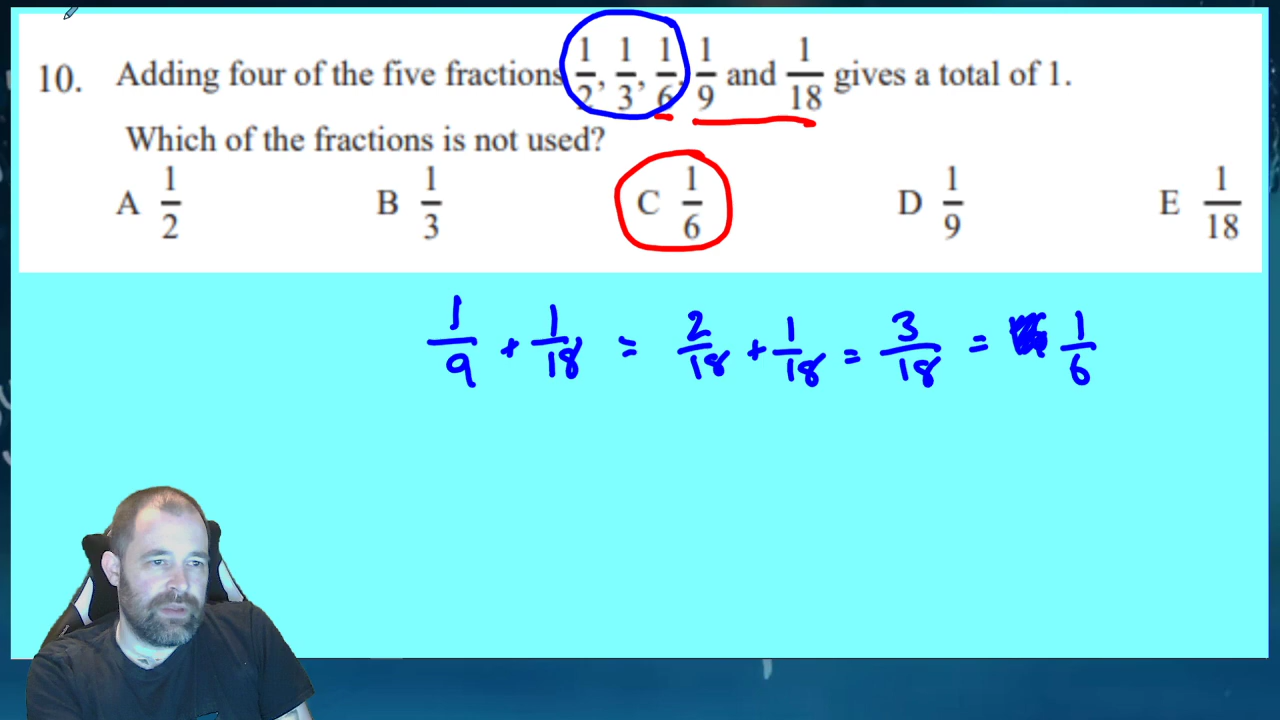 10. Adding four of the five fractions 1/2, 1/3, 1/6, 1/9 and 1/18 gives a total of 1.
Which of the fractions is not used?
A 1/2 B 1/3 C 1/6 D 1/9 E 1/18
1/9 + 1/18 = 2/18 + 1/18 = 3/18 = 1/6